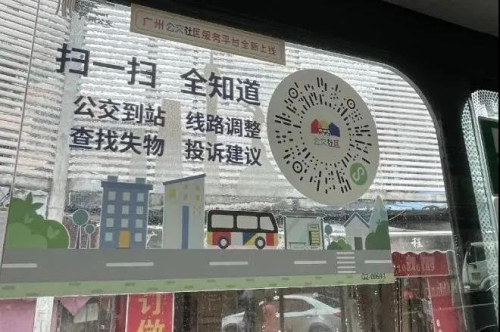 广州公交社区服务平台全新上线
扫一扫 全知道
公交到站 线路调整
查找失物 投诉建议
公交社区
订做